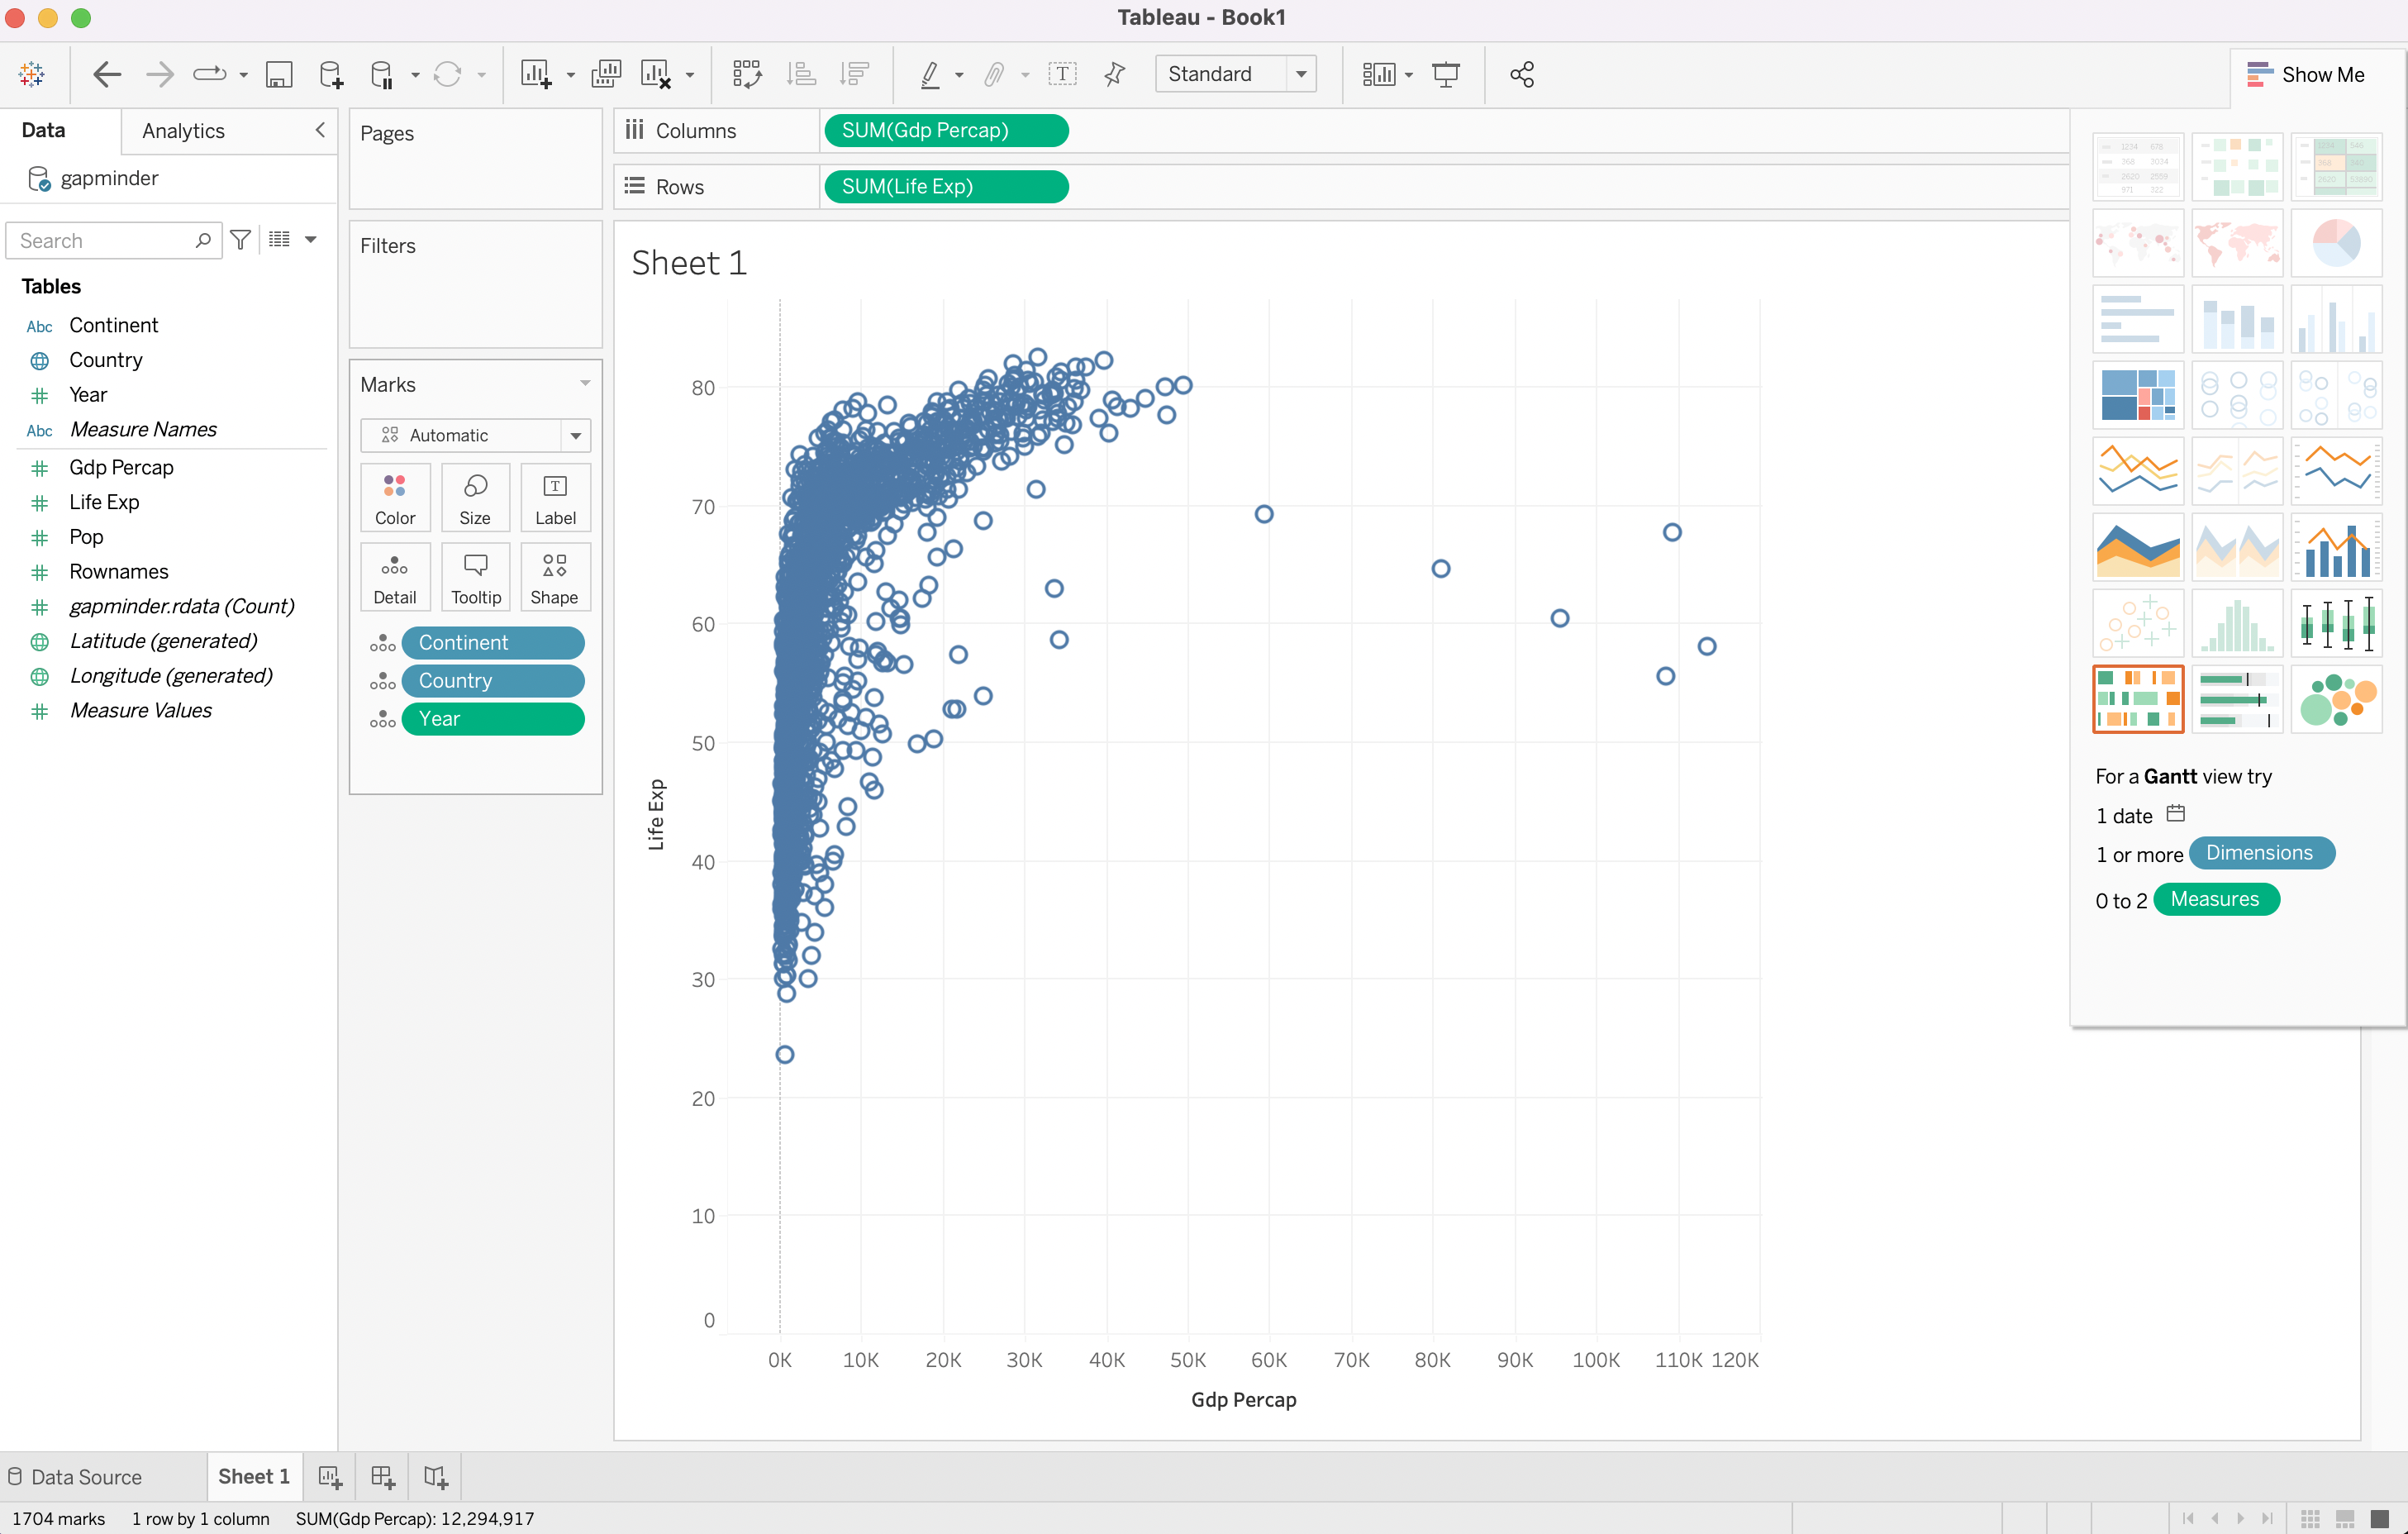 Tableau - Book1
Standard
Show Me
Data
Analytics
gapminder
Search
Tables
Abc Continent
Country
Year
Abc Measure Names
Gdp Percap
Life Exp
Pop
Rownames
gapminder.rdata (Count)
Latitude (generated)
Longitude (generated)
Measure Values
Pages
Filters
Marks
Automatic
Color Size Label
Detail Tooltip Shape
Continent
Country
Year
Columns SUM(Gdp Percap)
Rows SUM(Life Exp)
Sheet 1
80
70
60
50
40
30
20
10
0
Life Exp
0K 10K 20K 30K 40K 50K 60K 70K 80K 90K 100K 110K 120K
Gdp Percap
For a Gantt view try
1 date
1 or more Dimensions
0 to 2 Measures
Data Source Sheet 1
1704 marks 1 row by 1 column SUM(Gdp Percap): 12,294,917